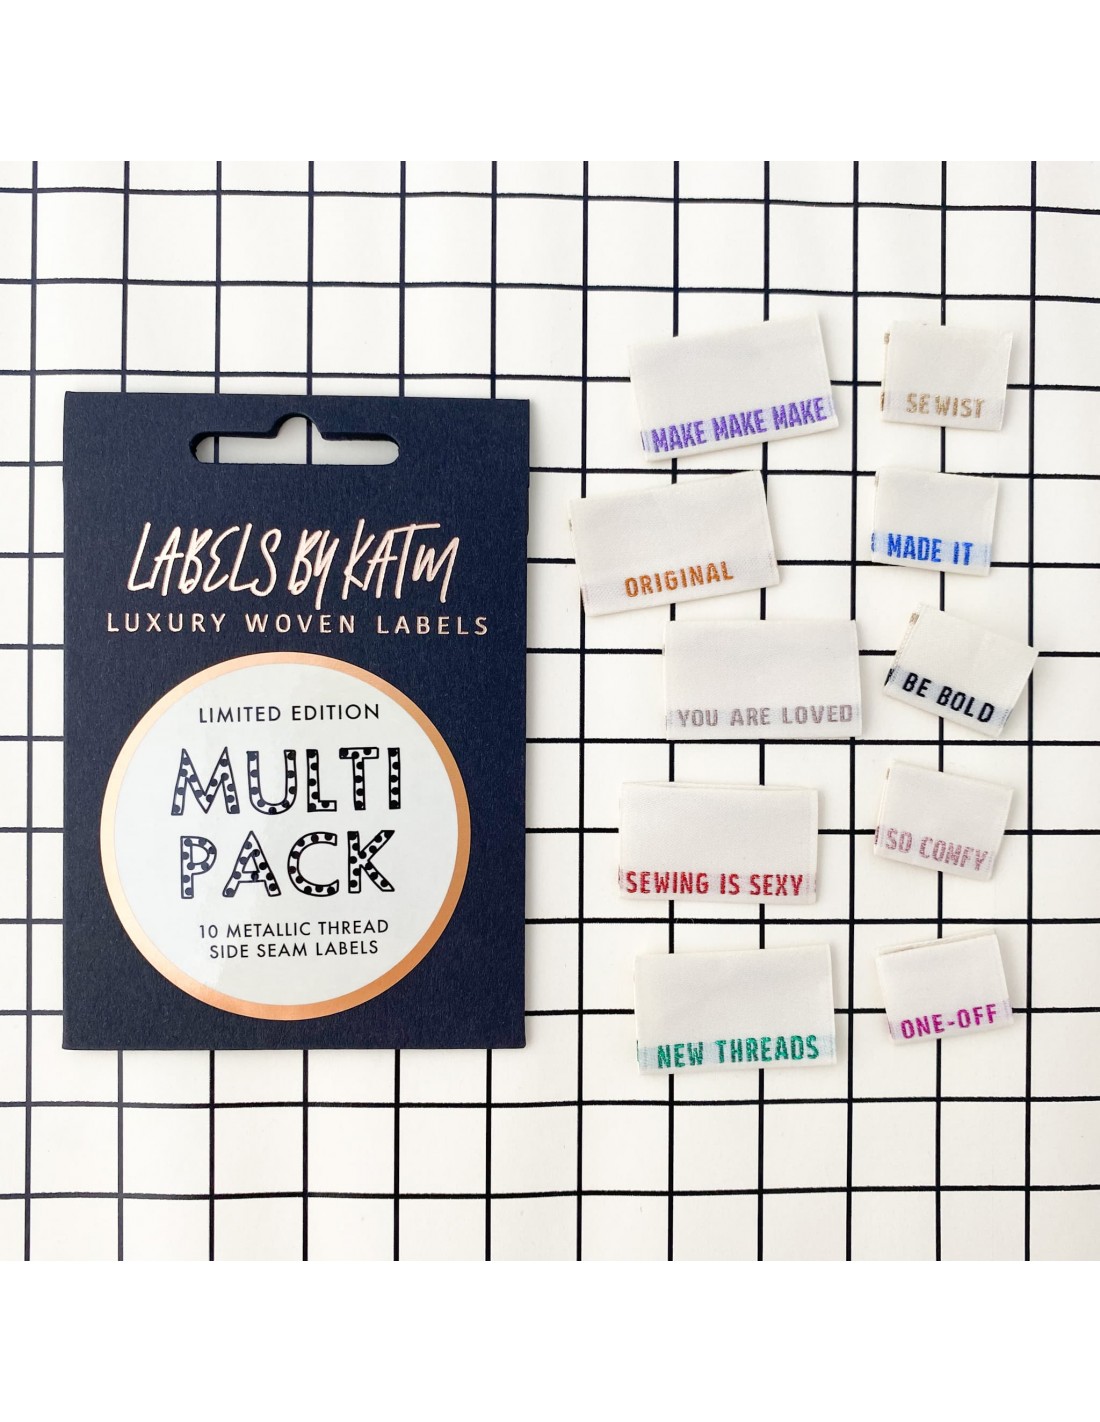 LABELS BY KATM
LUXURY WOVEN LABELS
LIMITED EDITION
MULTI
PACK
10 METALLIC THREAD
SIDE SEAM LABELS
MAKE MAKE MAKE
SEWIST
ORIGINAL
MADE IT
YOU ARE LOVED
BE BOLD
SEWING IS SEXY
SO COMFY
NEW THREADS
ONE-OFF